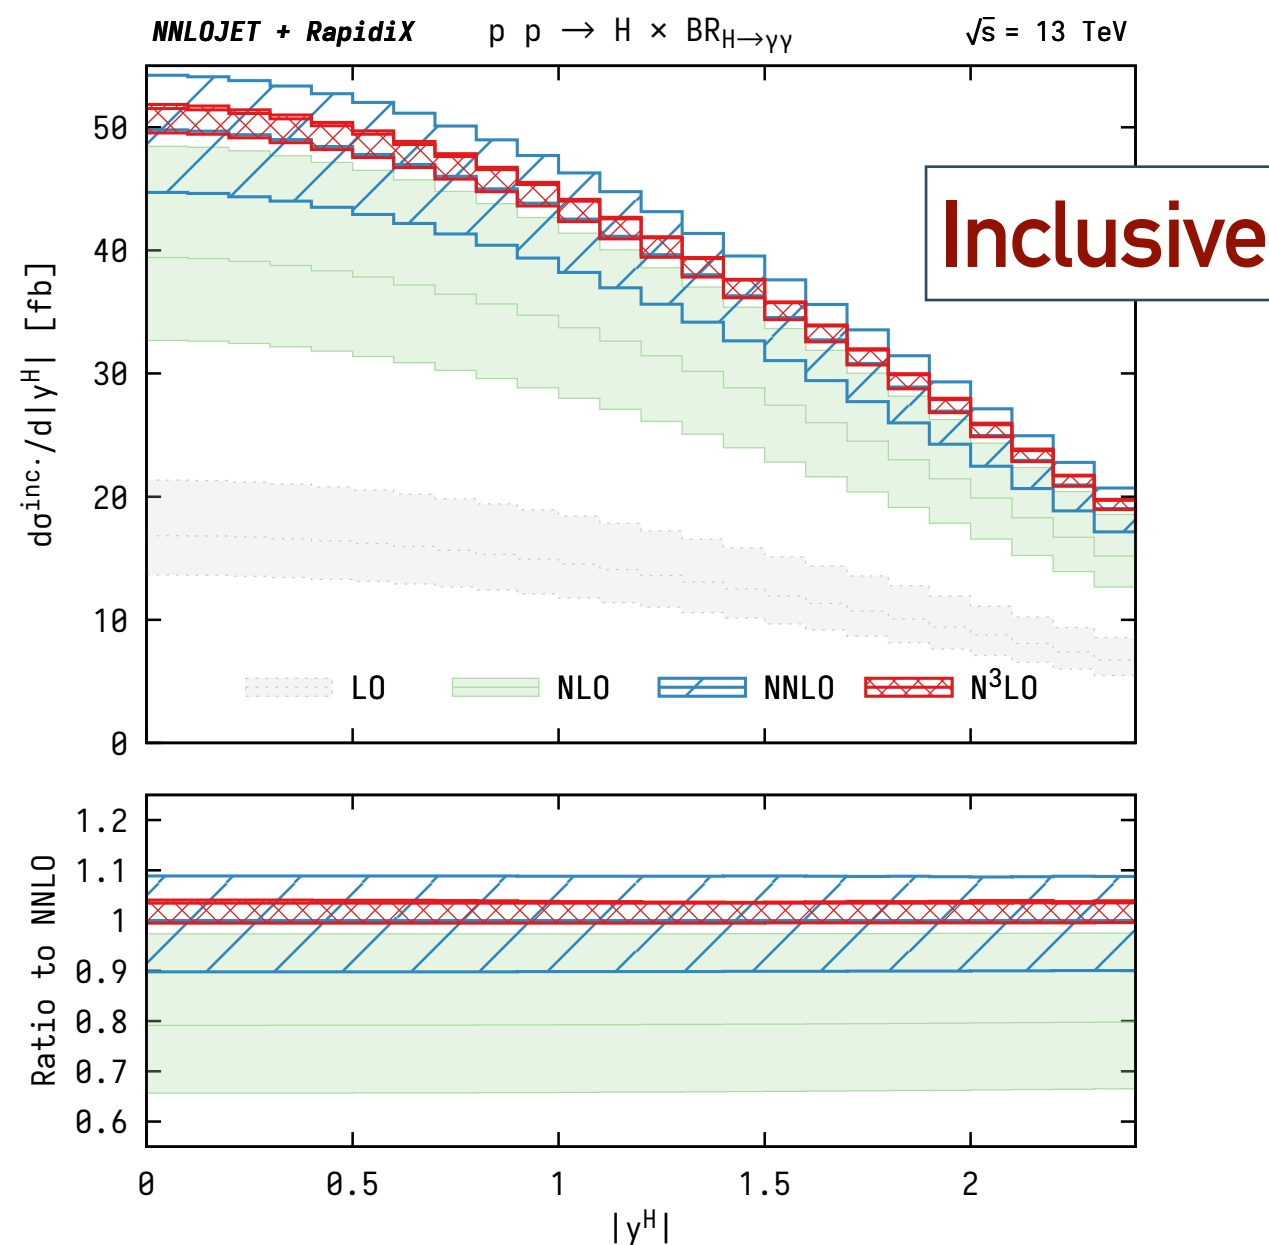 NNLOJET + RapidiX p p → H × BR_{H→γγ} √s = 13 TeV
50
Inclusive
40
dσ^{inc.}/d|y^H| [fb]
30
20
10
LO NLO NNLO N³LO
0
1.2
1.1
1
0.9
0.8
0.7
0.6
Ratio to NNLO
0 0.5 1 1.5 2
|y^H|